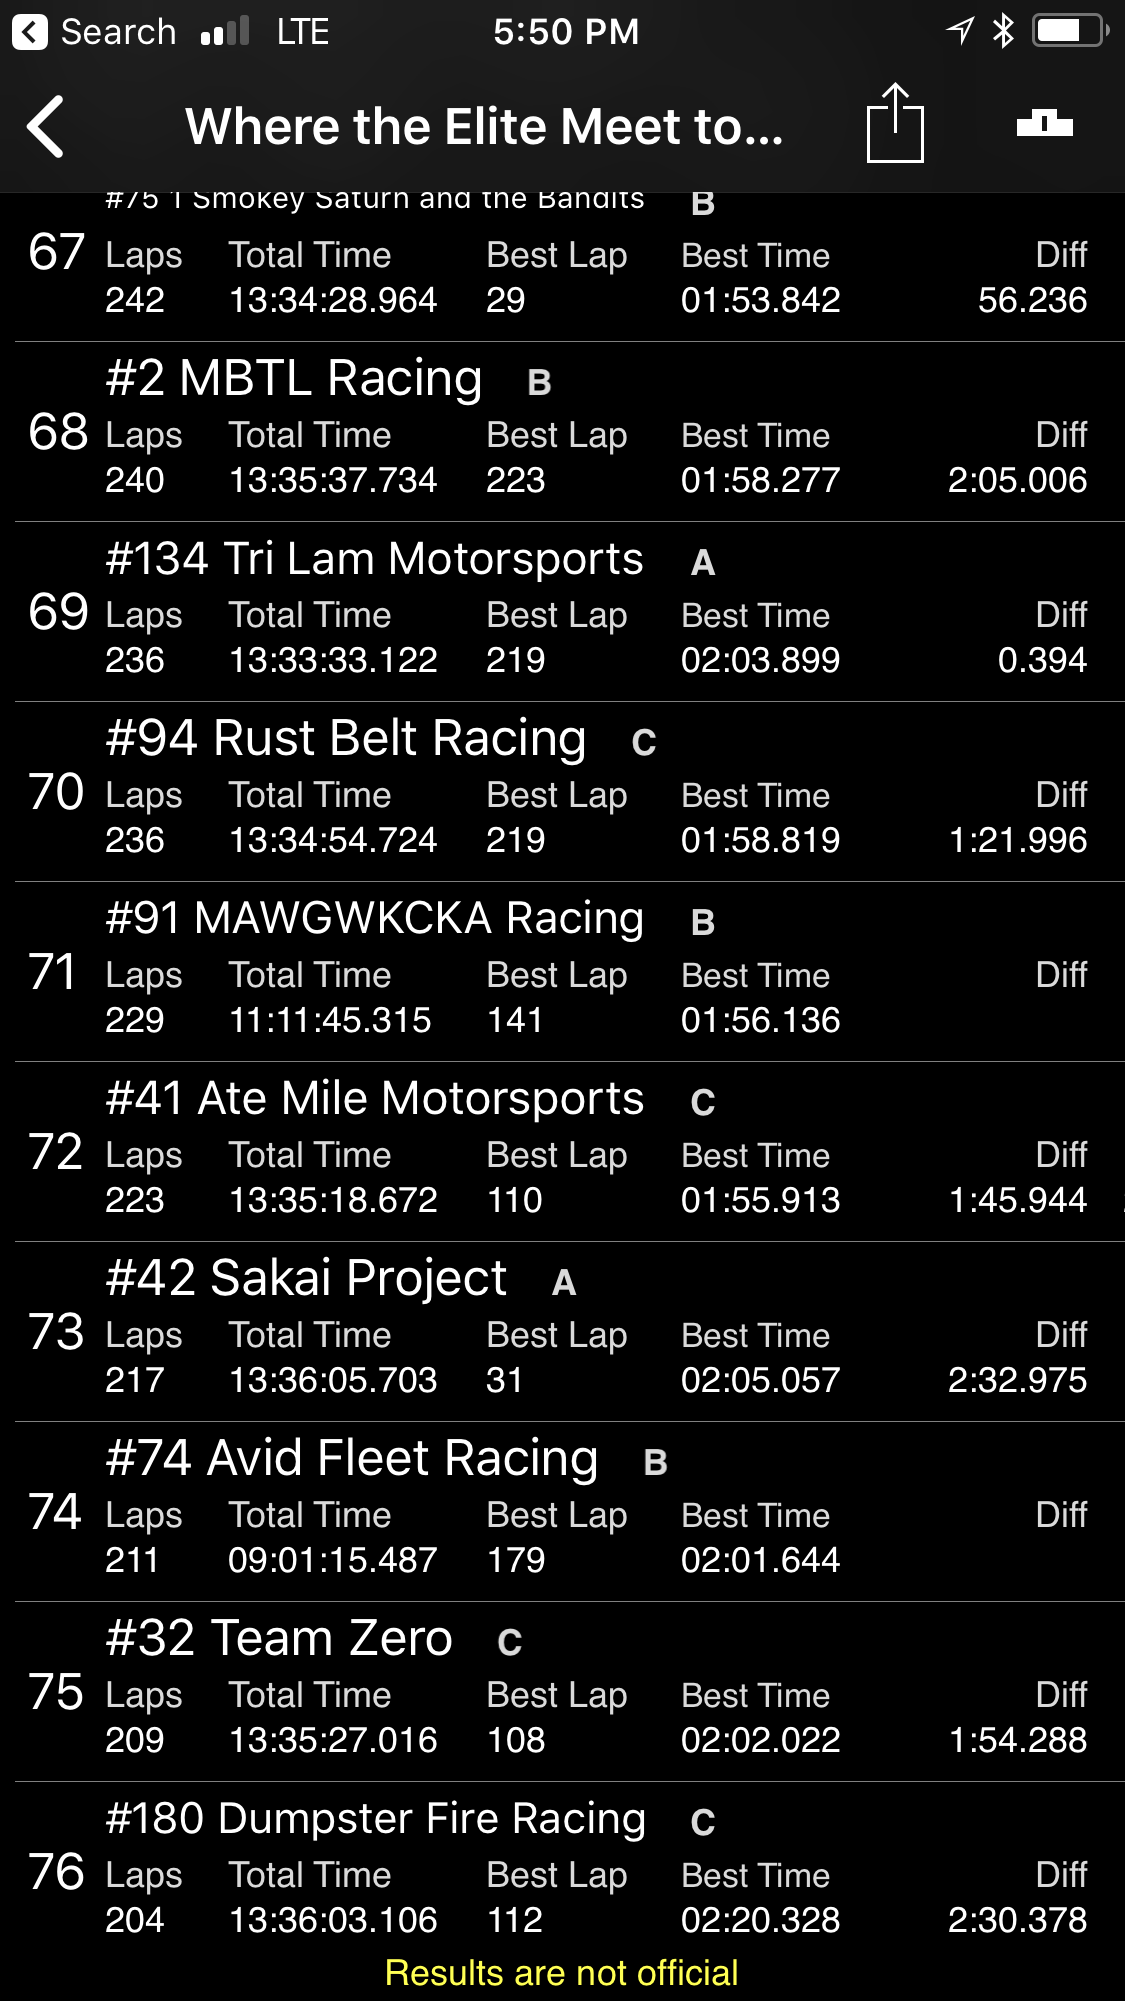 Search LTE 5:50 PM
Where the Elite Meet to...
#75 1 Smokey Saturn and the Bandits B
67 Laps Total Time Best Lap Best Time Diff
242 13:34:28.964 29 01:53.842 56.236
#2 MBTL Racing B
68 Laps Total Time Best Lap Best Time Diff
240 13:35:37.734 223 01:58.277 2:05.006
#134 Tri Lam Motorsports A
69 Laps Total Time Best Lap Best Time Diff
236 13:33:33.122 219 02:03.899 0.394
#94 Rust Belt Racing C
70 Laps Total Time Best Lap Best Time Diff
236 13:34:54.724 219 01:58.819 1:21.996
#91 MAWGWKCKA Racing B
71 Laps Total Time Best Lap Best Time Diff
229 11:11:45.315 141 01:56.136
#41 Ate Mile Motorsports C
72 Laps Total Time Best Lap Best Time Diff
223 13:35:18.672 110 01:55.913 1:45.944
#42 Sakai Project A
73 Laps Total Time Best Lap Best Time Diff
217 13:36:05.703 31 02:05.057 2:32.975
#74 Avid Fleet Racing B
74 Laps Total Time Best Lap Best Time Diff
211 09:01:15.487 179 02:01.644
#32 Team Zero C
75 Laps Total Time Best Lap Best Time Diff
209 13:35:27.016 108 02:02.022 1:54.288
#180 Dumpster Fire Racing C
76 Laps Total Time Best Lap Best Time Diff
204 13:36:03.106 112 02:20.328 2:30.378
Results are not official